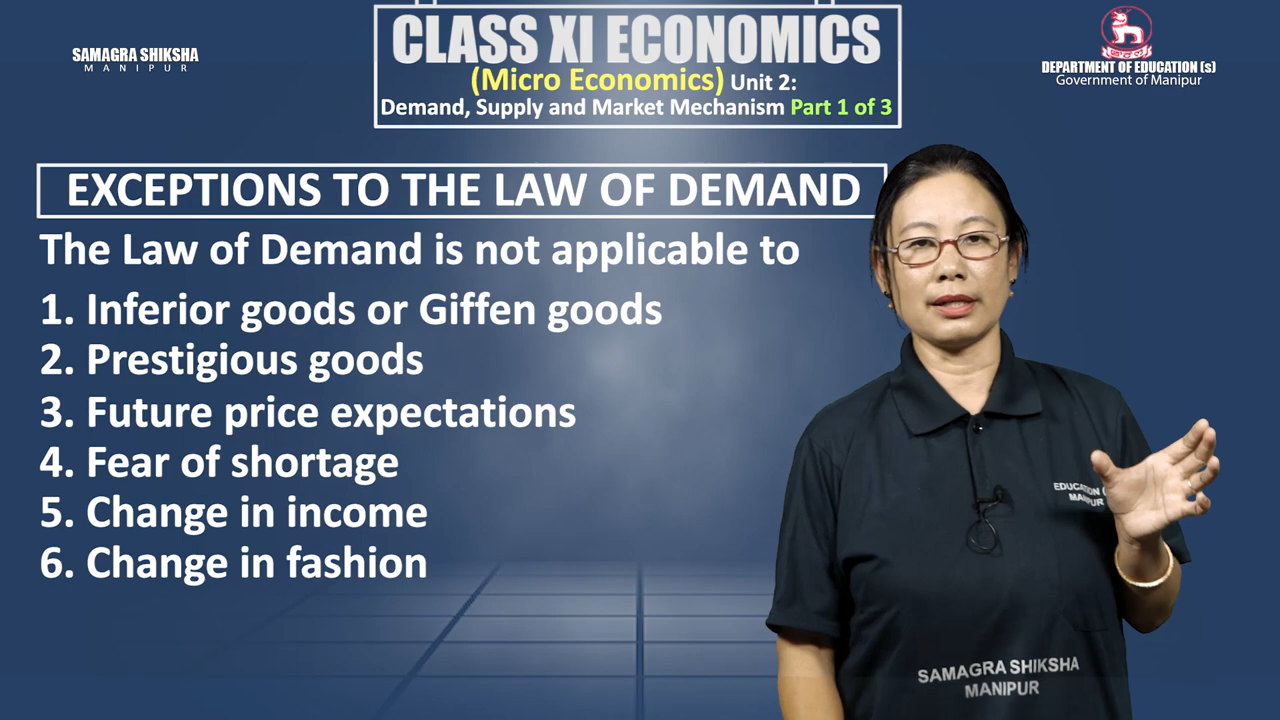 SAMAGRA SHIKSHA
MANIPUR
CLASS XI ECONOMICS
(Micro Economics) Unit 2:
Demand, Supply and Market Mechanism Part 1 of 3
DEPARTMENT OF EDUCATION (s)
Government of Manipur
EXCEPTIONS TO THE LAW OF DEMAND
The Law of Demand is not applicable to
1. Inferior goods or Giffen goods
2. Prestigious goods
3. Future price expectations
4. Fear of shortage
5. Change in income
6. Change in fashion
SAMAGRA SHIKSHA
MANIPUR